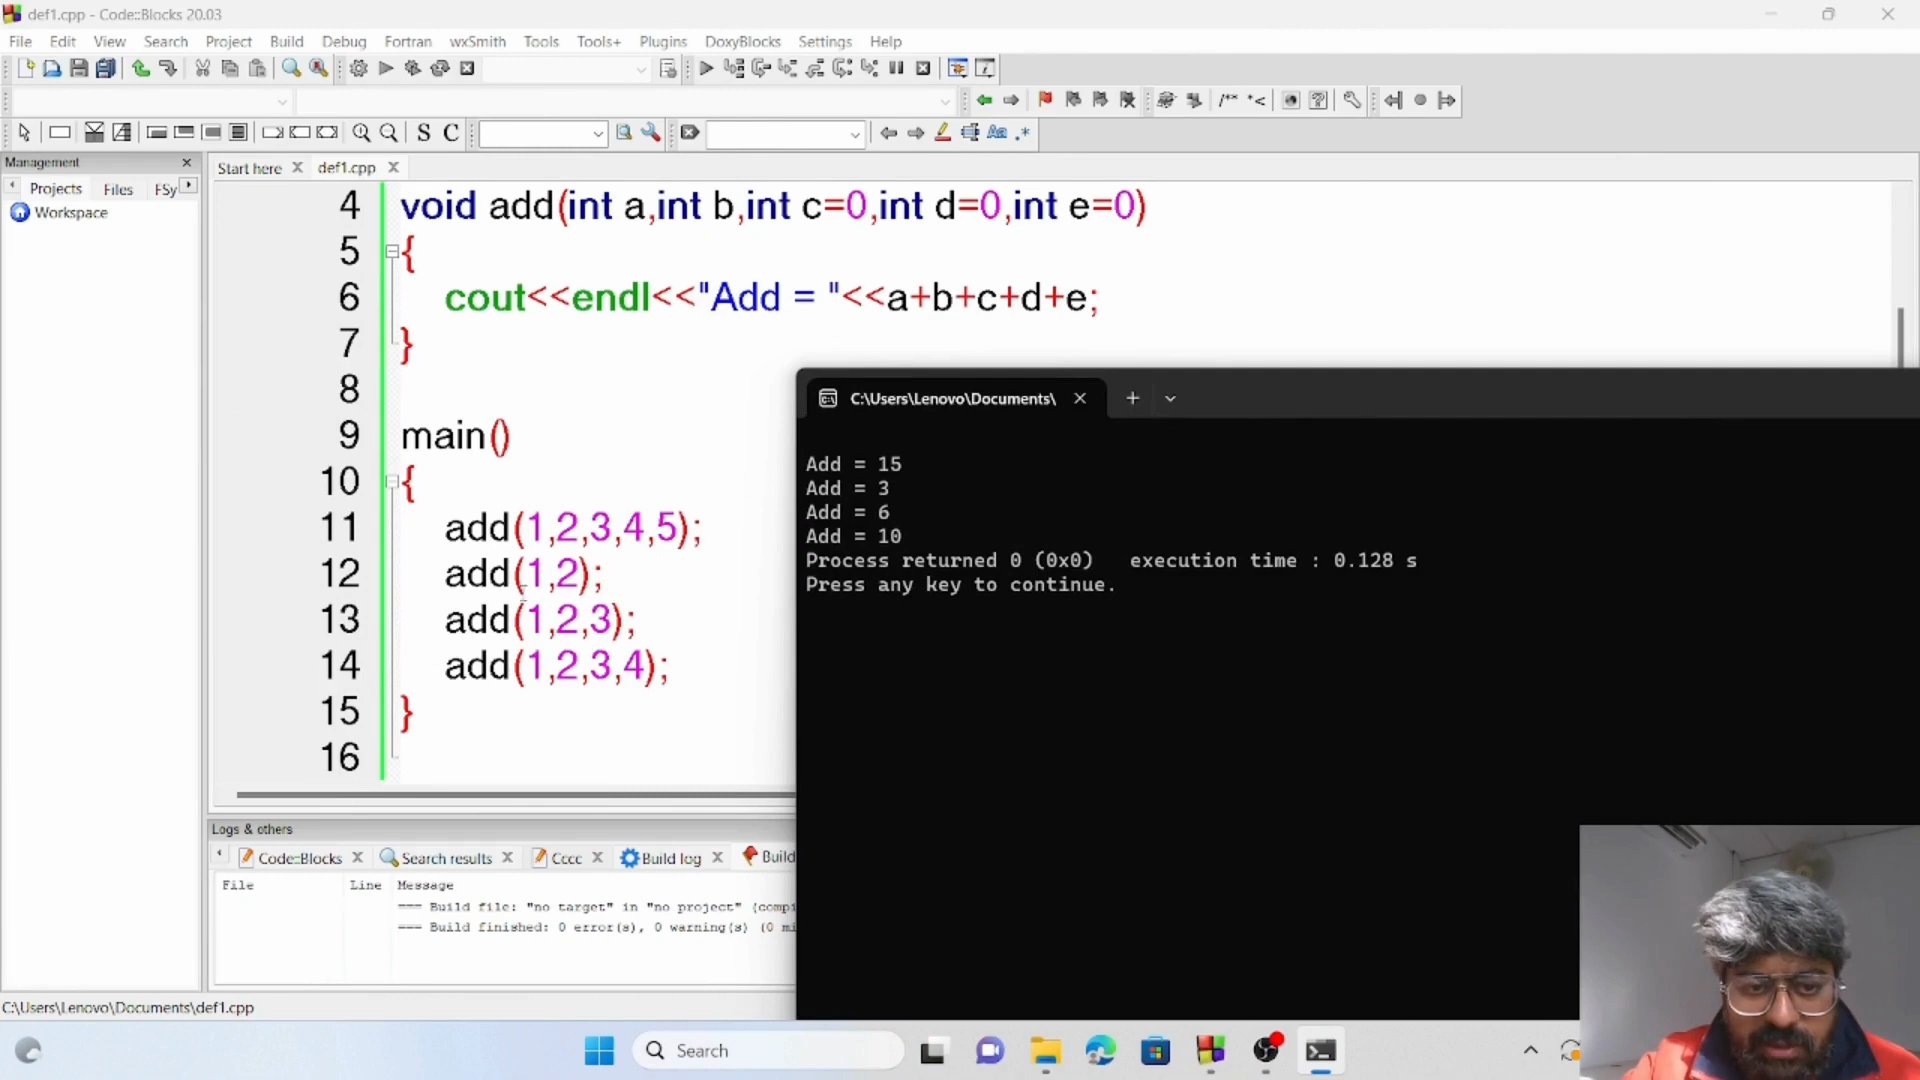 def1.cpp - Code::Blocks 20.03
File Edit View Search Project Build Debug Fortran wxSmith Tools Tools+ Plugins DoxyBlocks Settings Help
Management
Start here def1.cpp
Projects Files FSy
Workspace
4 void add(int a,int b,int c=0,int d=0,int e=0)
5 {
6 cout<<endl<<"Add = "<<a+b+c+d+e;
7 }
8
9 main()
10 {
11 add(1,2,3,4,5);
12 add(1,2);
13 add(1,2,3);
14 add(1,2,3,4);
15 }
16
C:\Users\Lenovo\Documents\
Add = 15
Add = 3
Add = 6
Add = 10
Process returned 0 (0x0) execution time : 0.128 s
Press any key to continue.
Logs & others
Code::Blocks Search results Cccc Build log Build
File Line Message
=== Build file: "no target" in "no project" (compi
=== Build finished: 0 error(s), 0 warning(s) (0 mi
C:\Users\Lenovo\Documents\def1.cpp
Search